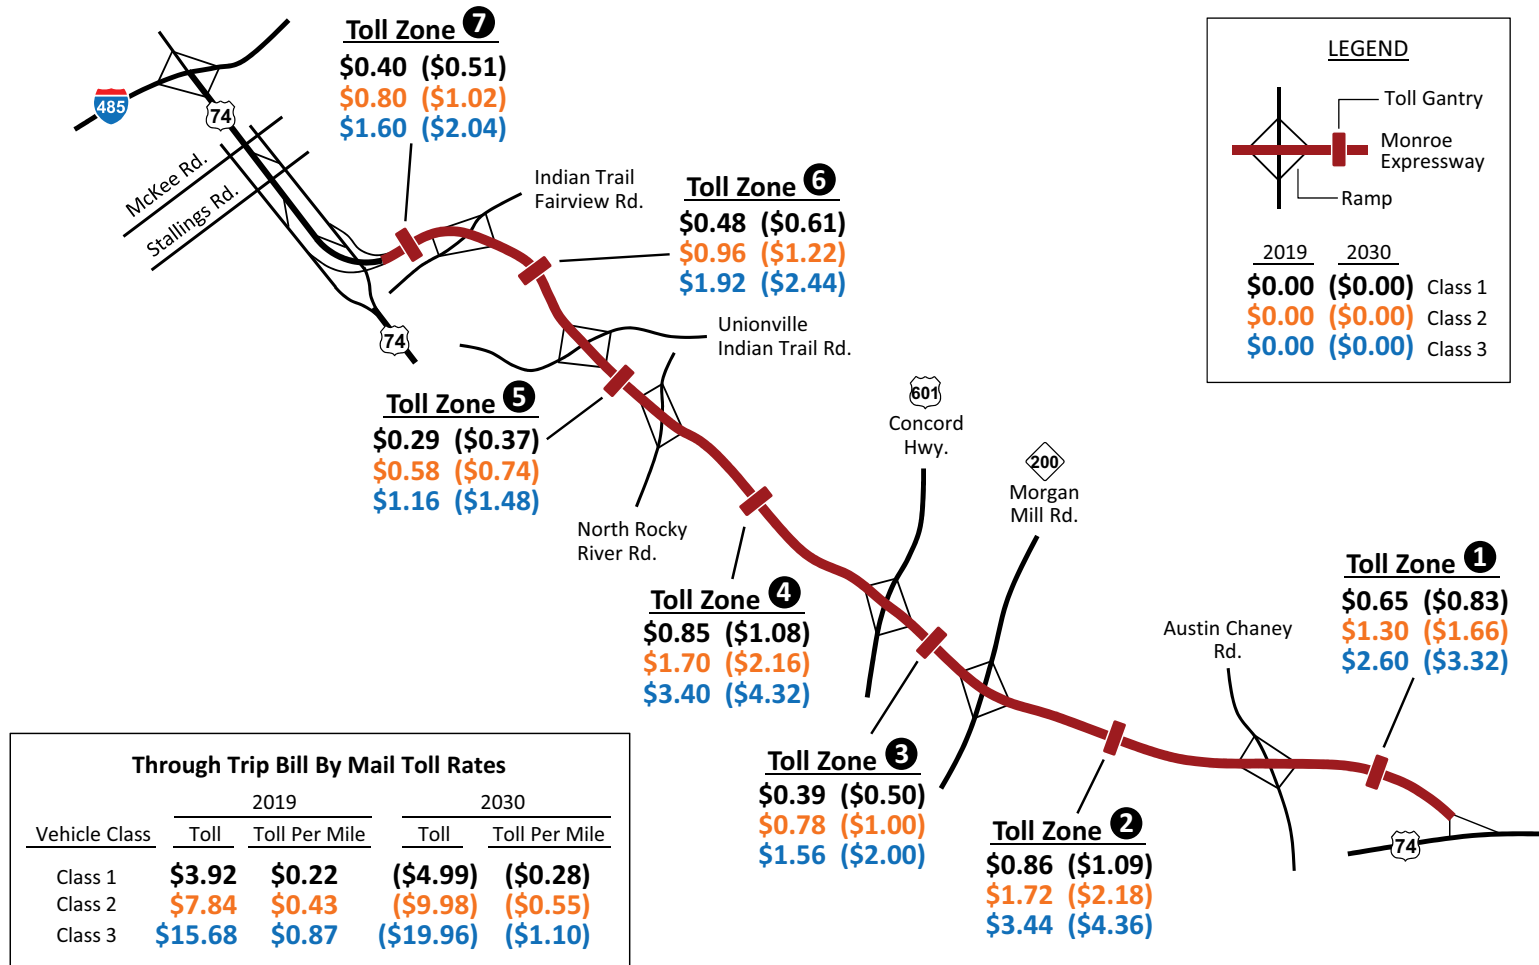 Toll Zone 7
$0.40 ($0.51)
$0.80 ($1.02)
$1.60 ($2.04)
485
74
McKee Rd.
Stallings Rd.
74
Indian Trail
Fairview Rd.
Toll Zone 6
$0.48 ($0.61)
$0.96 ($1.22)
$1.92 ($2.44)
Unionville
Indian Trail Rd.
Toll Zone 5
$0.29 ($0.37)
$0.58 ($0.74)
$1.16 ($1.48)
North Rocky
River Rd.
Toll Zone 4
$0.85 ($1.08)
$1.70 ($2.16)
$3.40 ($4.32)
601
Concord
Hwy.
200
Morgan
Mill Rd.
Toll Zone 3
$0.39 ($0.50)
$0.78 ($1.00)
$1.56 ($2.00)
Toll Zone 2
$0.86 ($1.09)
$1.72 ($2.18)
$3.44 ($4.36)
Austin Chaney
Rd.
Toll Zone 1
$0.65 ($0.83)
$1.30 ($1.66)
$2.60 ($3.32)
74
LEGEND
Toll Gantry
Monroe
Expressway
Ramp
2019 2030
$0.00 ($0.00) Class 1
$0.00 ($0.00) Class 2
$0.00 ($0.00) Class 3
Through Trip Bill By Mail Toll Rates
2019 2030
Vehicle Class Toll Toll Per Mile Toll Toll Per Mile
Class 1 $3.92 $0.22 ($4.99) ($0.28)
Class 2 $7.84 $0.43 ($9.98) ($0.55)
Class 3 $15.68 $0.87 ($19.96) ($1.10)